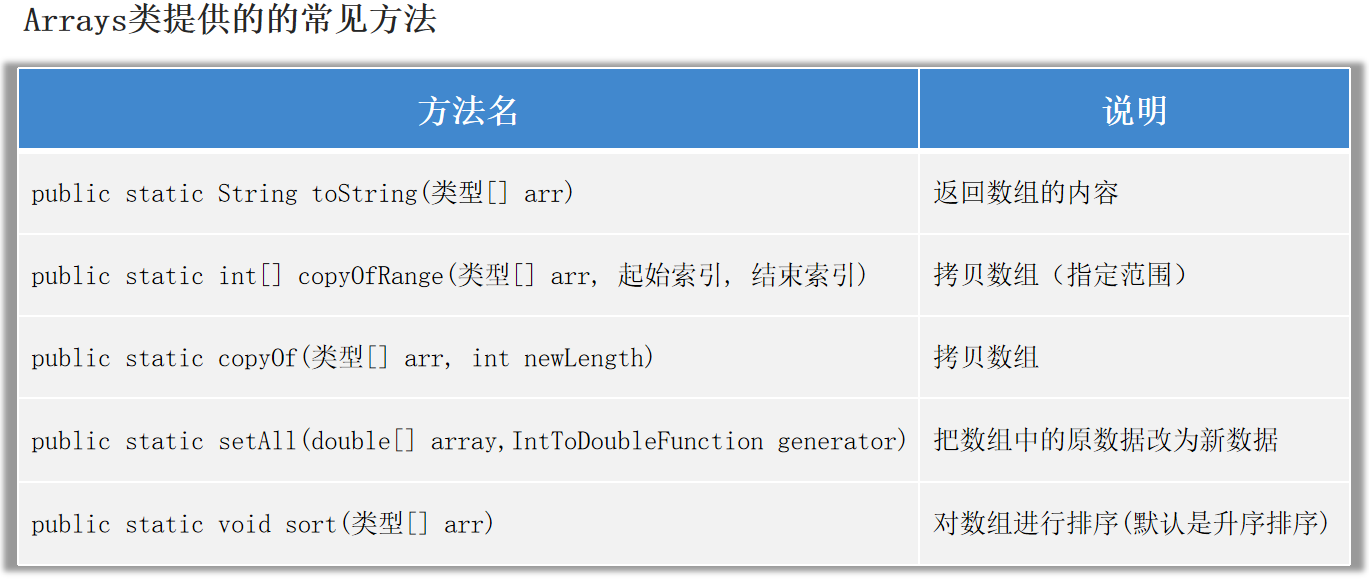 Arrays类提供的的常见方法
方法名 说明
public static String toString(类型[] arr) 返回数组的内容
public static int[] copyOfRange(类型[] arr, 起始索引, 结束索引) 拷贝数组（指定范围）
public static copyOf(类型[] arr, int newLength) 拷贝数组
public static setAll(double[] array,IntToDoubleFunction generator) 把数组中的原数据改为新数据
public static void sort(类型[] arr) 对数组进行排序(默认是升序排序)